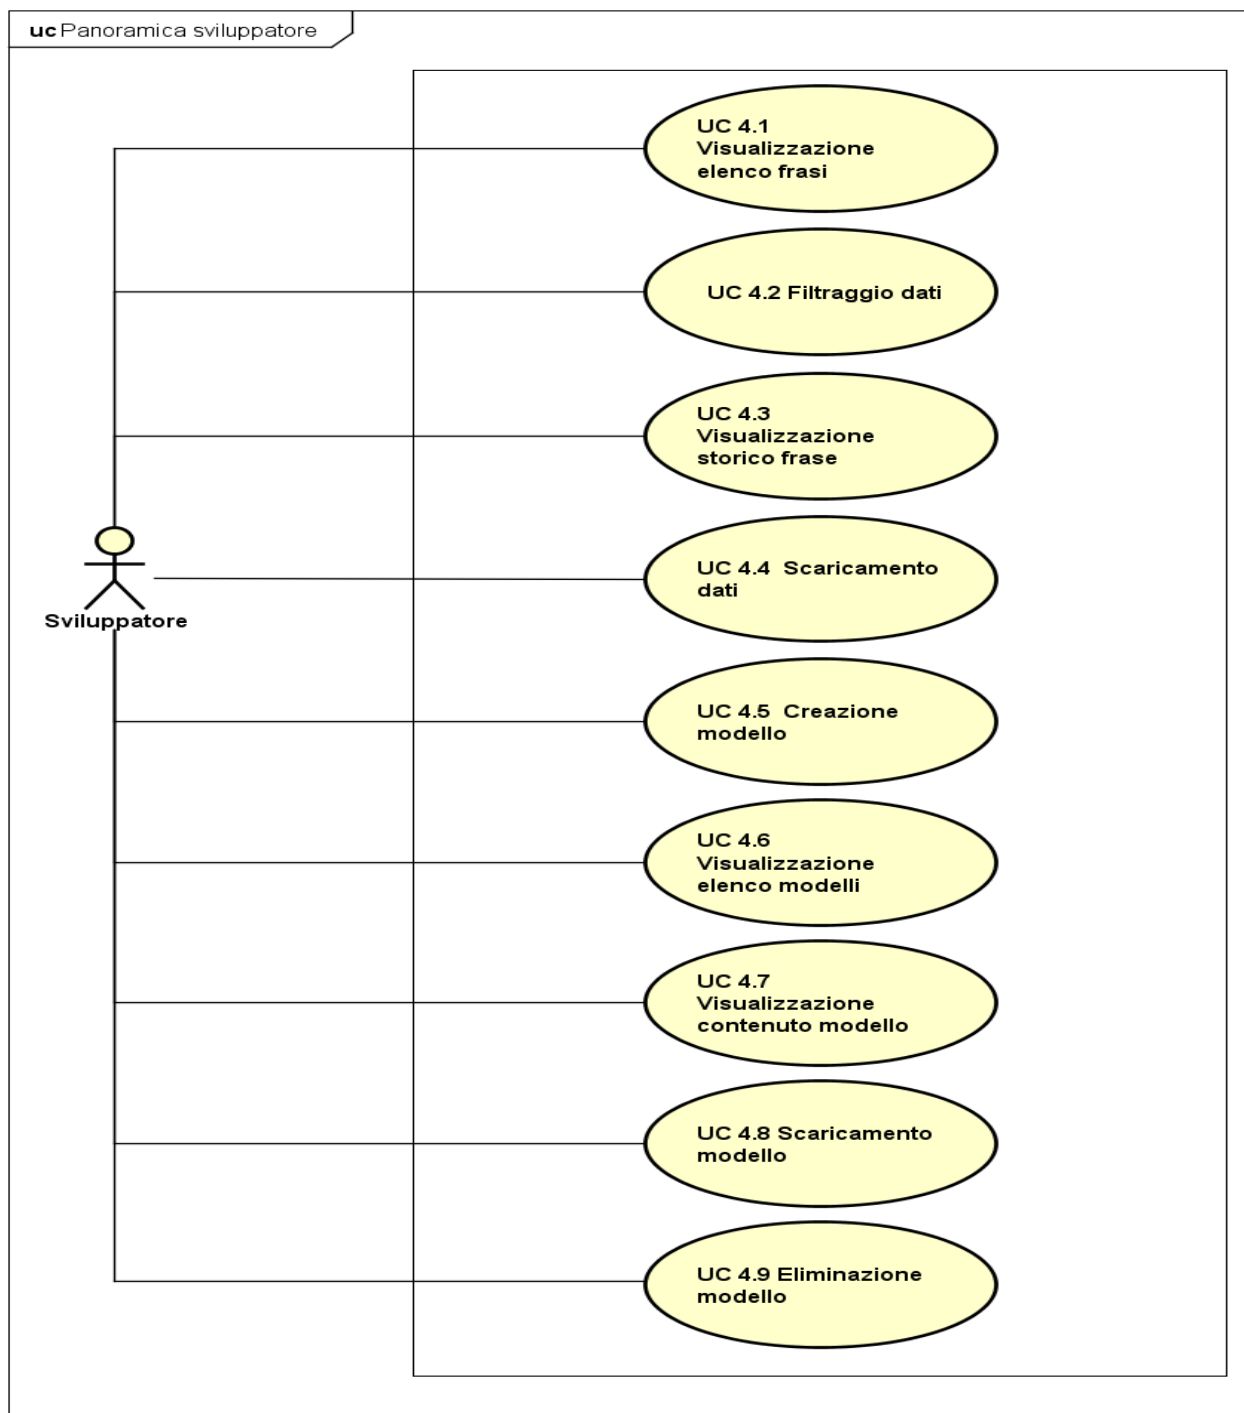 uc Panoramica sviluppatore
UC 4.1
Visualizzazione
elenco frasi
UC 4.2 Filtraggio dati
UC 4.3
Visualizzazione
storico frase
UC 4.4 Scaricamento
dati
Sviluppatore
UC 4.5 Creazione
modello
UC 4.6
Visualizzazione
elenco modelli
UC 4.7
Visualizzazione
contenuto modello
UC 4.8 Scaricamento
modello
UC 4.9 Eliminazione
modello